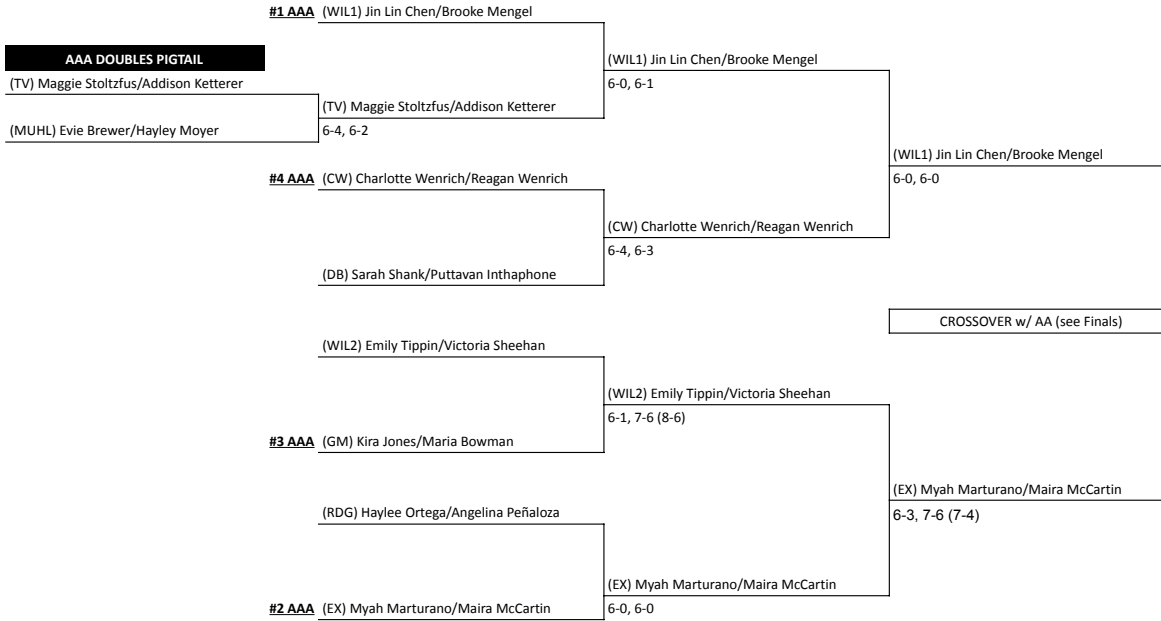 #1 AAA (WIL1) Jin Lin Chen/Brooke Mengel
AAA DOUBLES PIGTAIL
(WIL1) Jin Lin Chen/Brooke Mengel
(TV) Maggie Stoltzfus/Addison Ketterer
6-0, 6-1
(TV) Maggie Stoltzfus/Addison Ketterer
(MUHL) Evie Brewer/Hayley Moyer
6-4, 6-2
(WIL1) Jin Lin Chen/Brooke Mengel
#4 AAA (CW) Charlotte Wenrich/Reagan Wenrich
6-0, 6-0
(CW) Charlotte Wenrich/Reagan Wenrich
6-4, 6-3
(DB) Sarah Shank/Puttavan Inthaphone
CROSSOVER w/ AA (see Finals)
(WIL2) Emily Tippin/Victoria Sheehan
(WIL2) Emily Tippin/Victoria Sheehan
6-1, 7-6 (8-6)
#3 AAA (GM) Kira Jones/Maria Bowman
(EX) Myah Marturano/Maira McCartin
(RDG) Haylee Ortega/Angelina Peñaloza
6-3, 7-6 (7-4)
(EX) Myah Marturano/Maira McCartin
#2 AAA (EX) Myah Marturano/Maira McCartin
6-0, 6-0